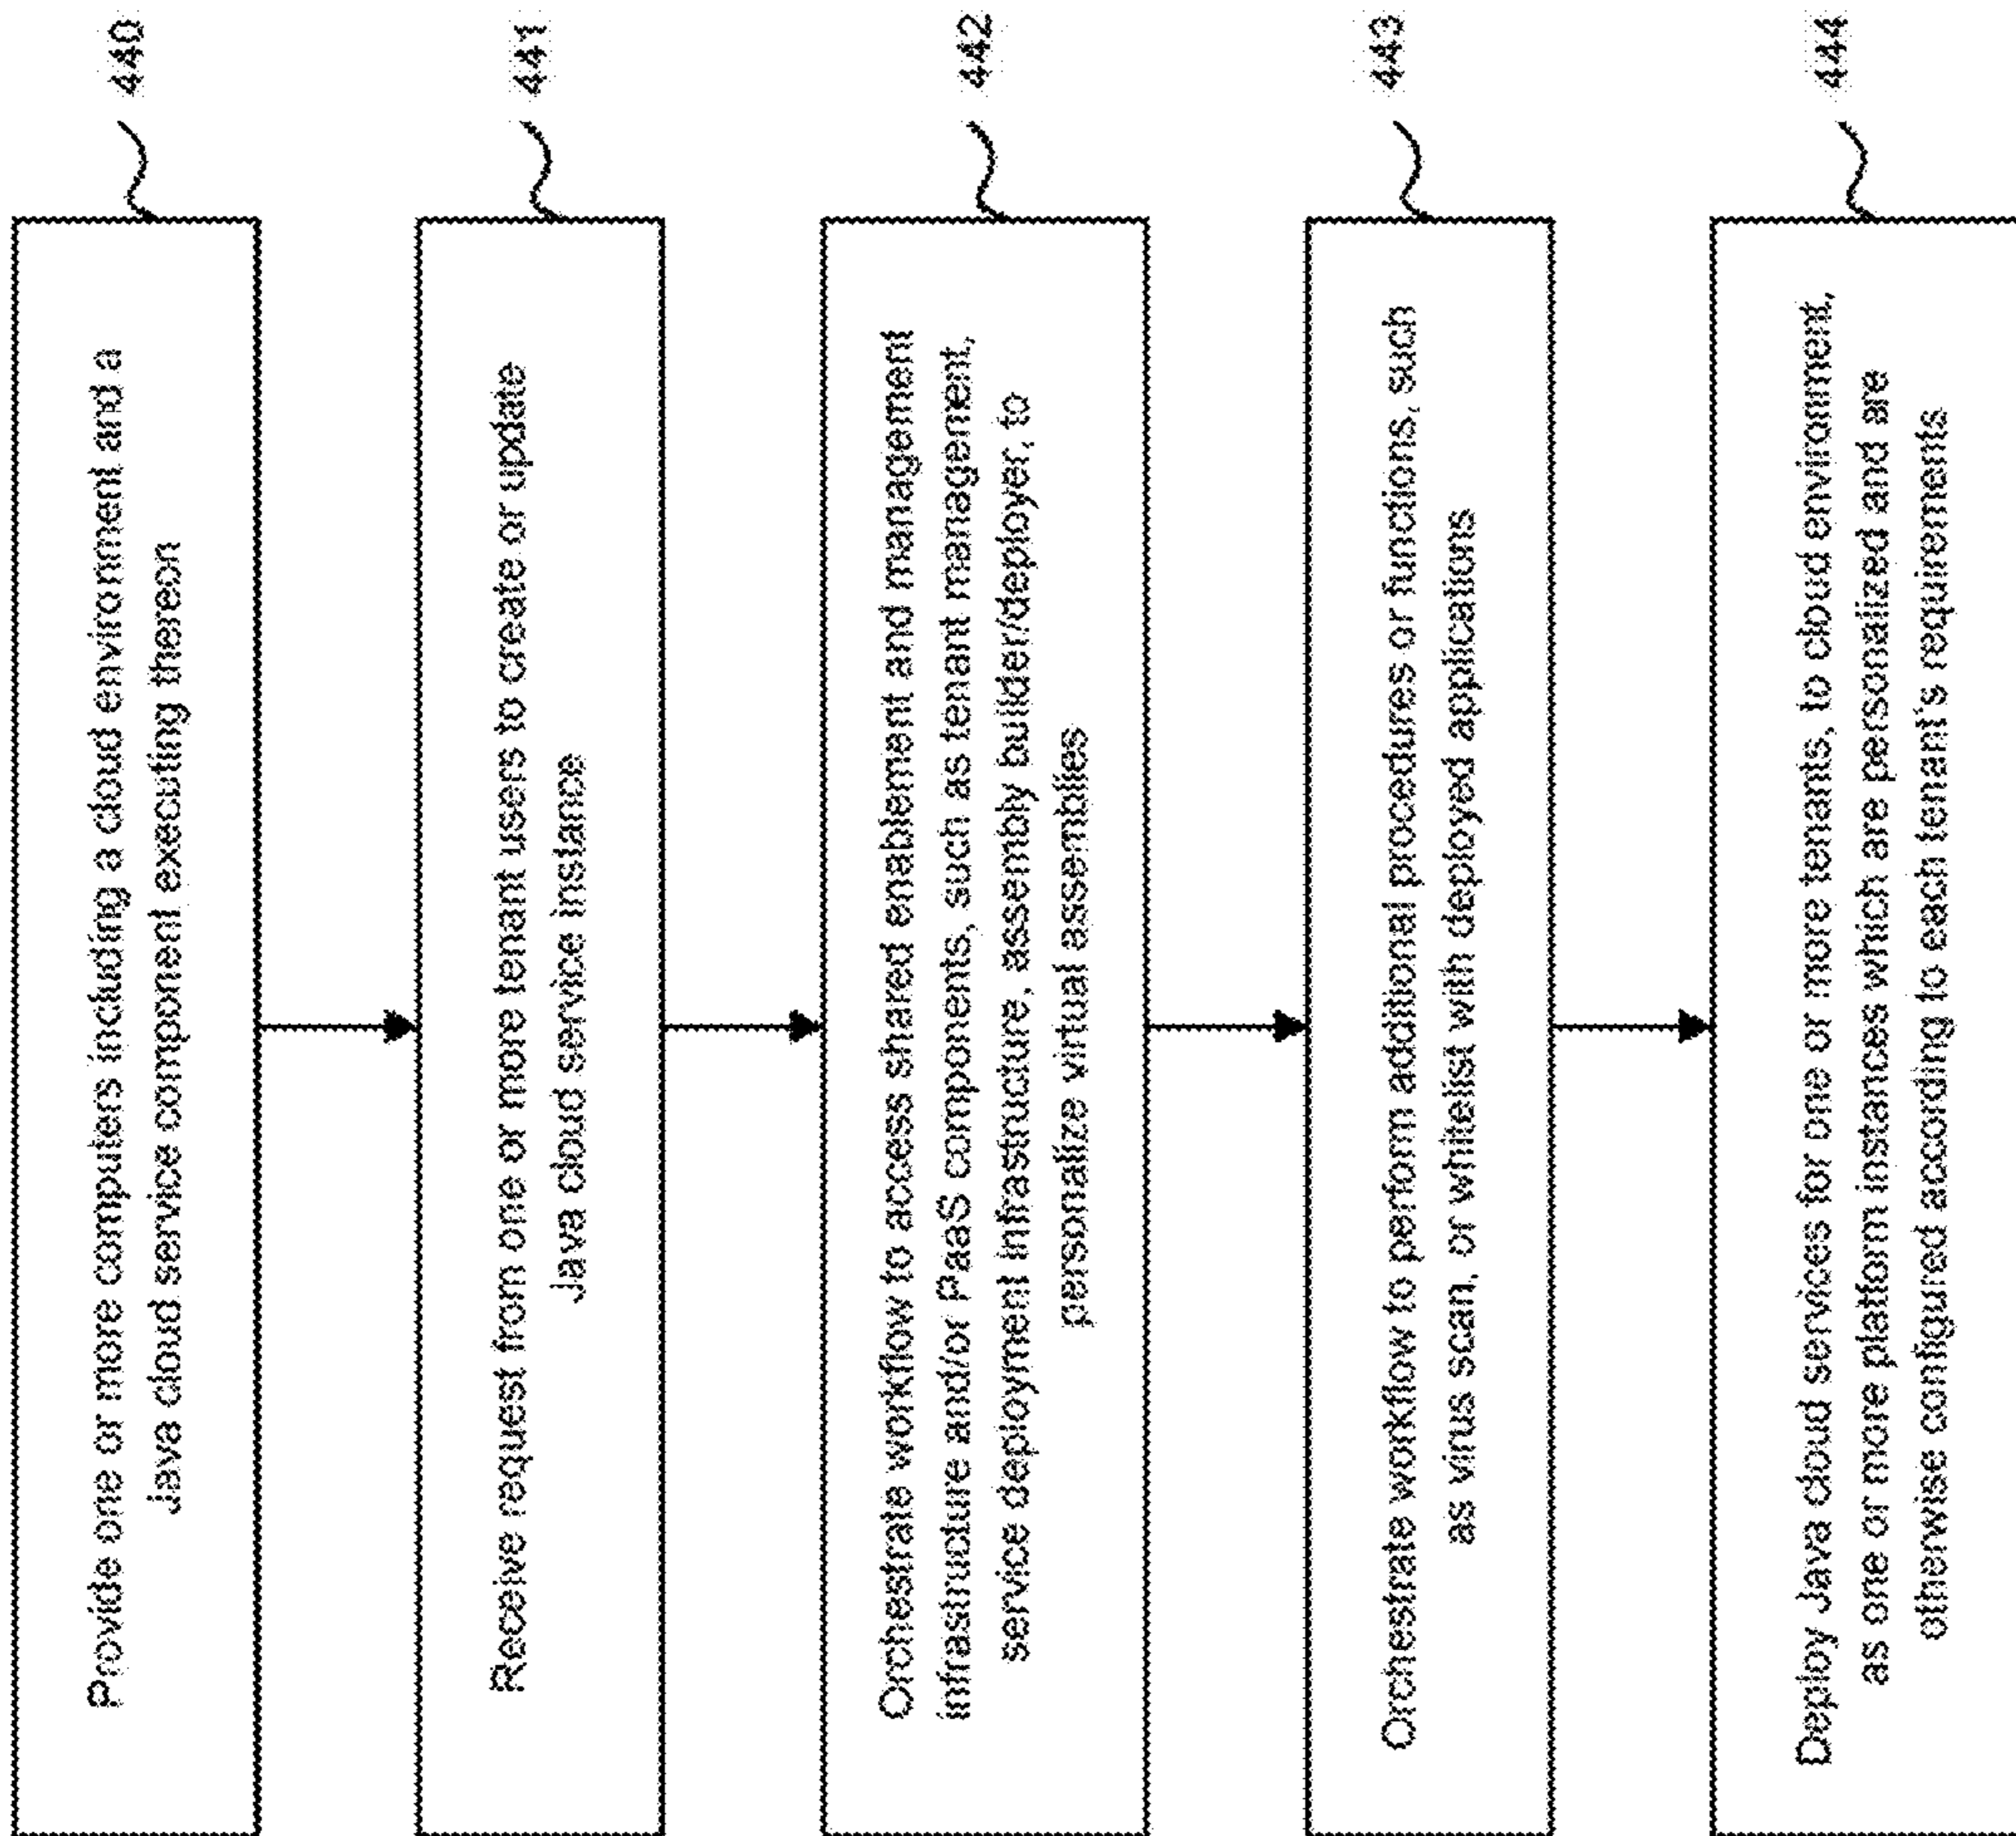 Provide one or more computers including a cloud environment and a
Java cloud service component executing thereon
440
Receive request from one or more tenant users to create or update
Java cloud service instance
441
Orchestrate workflow to access shared enablement and management
infrastructure and/or PaaS components, such as tenant management,
service deployment infrastructure, assembly builder/deployer, to
personalize virtual assemblies
442
Orchestrate workflow to perform additional procedures or functions, such
as virus scan, or whitelist with deployed applications
443
Deploy Java cloud services for one or more tenants, to cloud environment,
as one or more platform instances which are personalized and are
otherwise configured according to each tenant's requirements
444